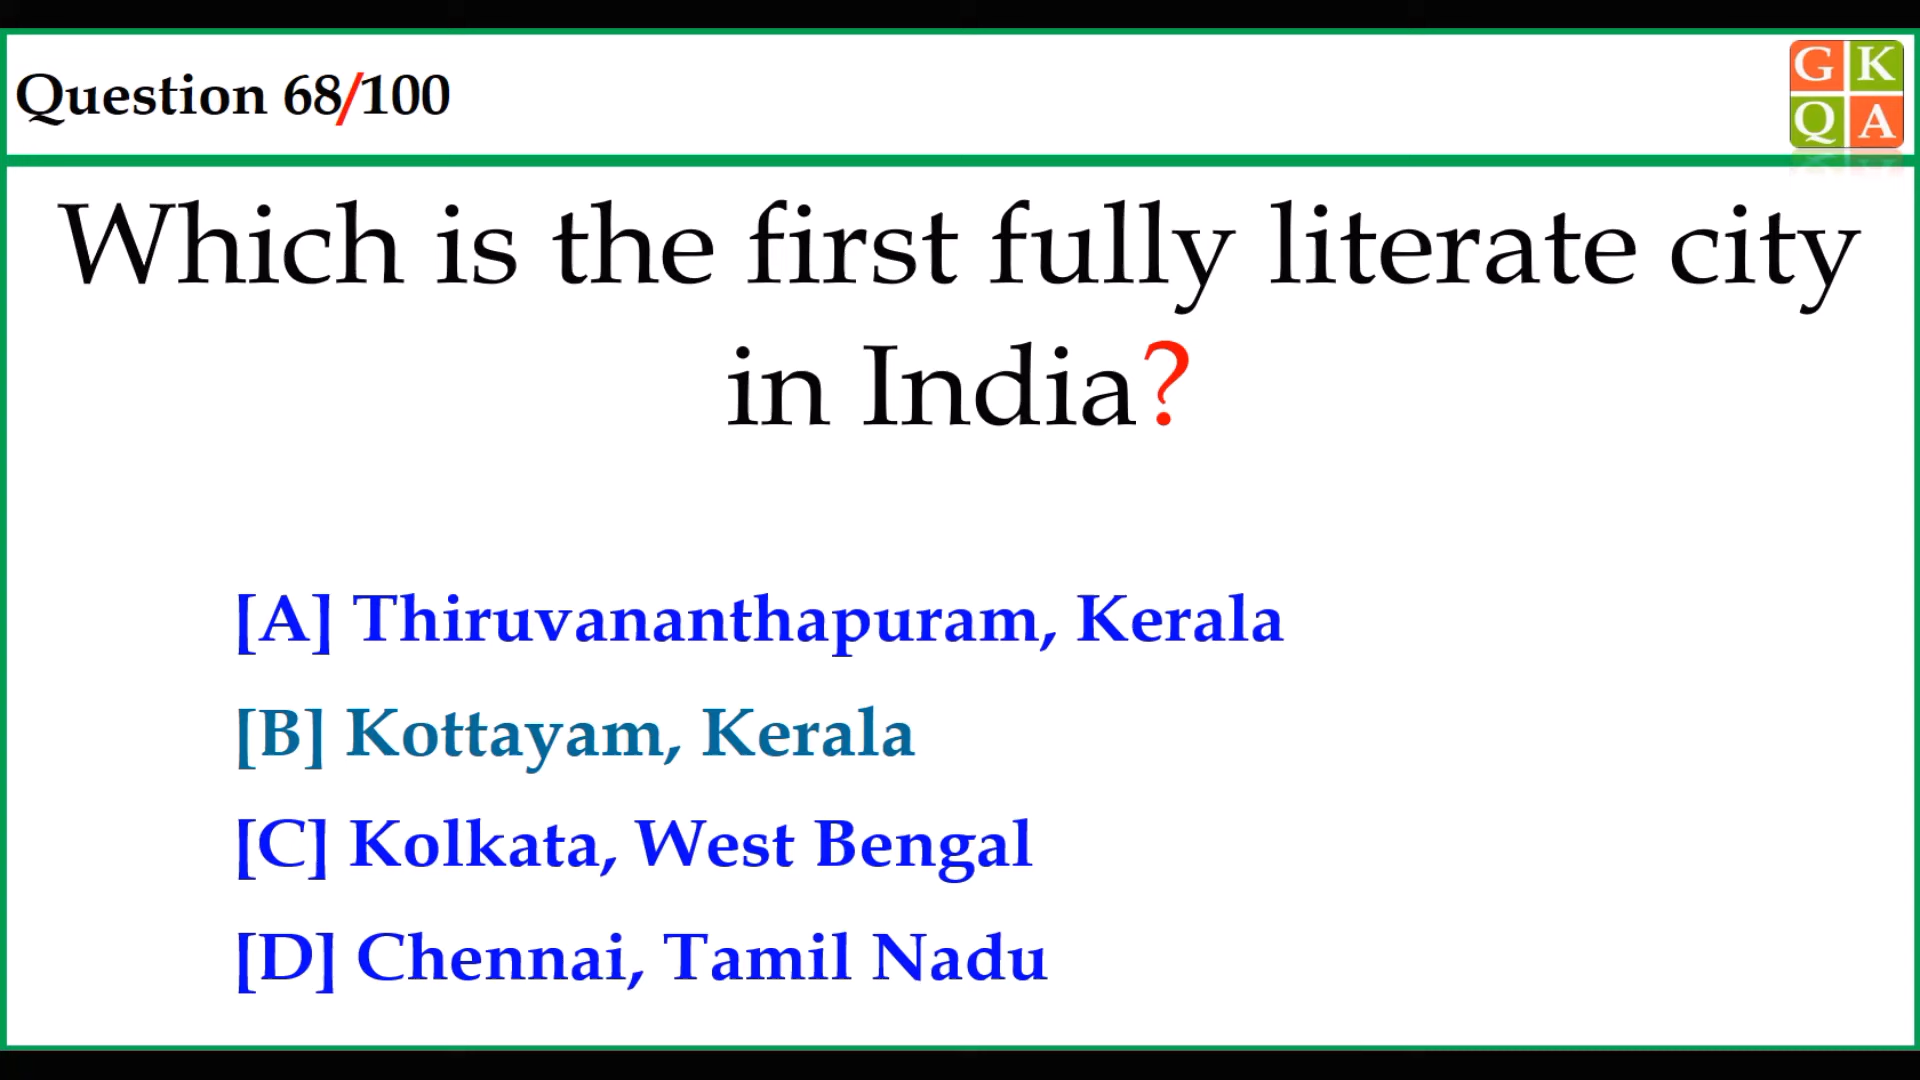 Question 68/100
G K
Q A
Which is the first fully literate city
in India?
[A] Thiruvananthapuram, Kerala
[B] Kottayam, Kerala
[C] Kolkata, West Bengal
[D] Chennai, Tamil Nadu